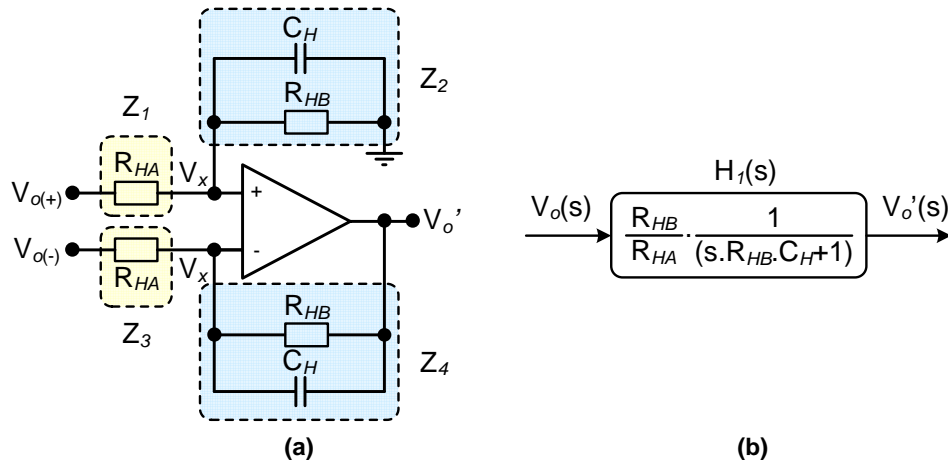 C_H
R_HB
Z_2
Z_1
R_HA
V_x
V_o(+)
+
V_o'
V_o(-)
-
R_HA
V_x
Z_3
R_HB
C_H
Z_4
(a)
H_1(s)
V_o(s)
R_HB
R_HA
.
1
(s.R_HB.C_H+1)
V_o'(s)
(b)